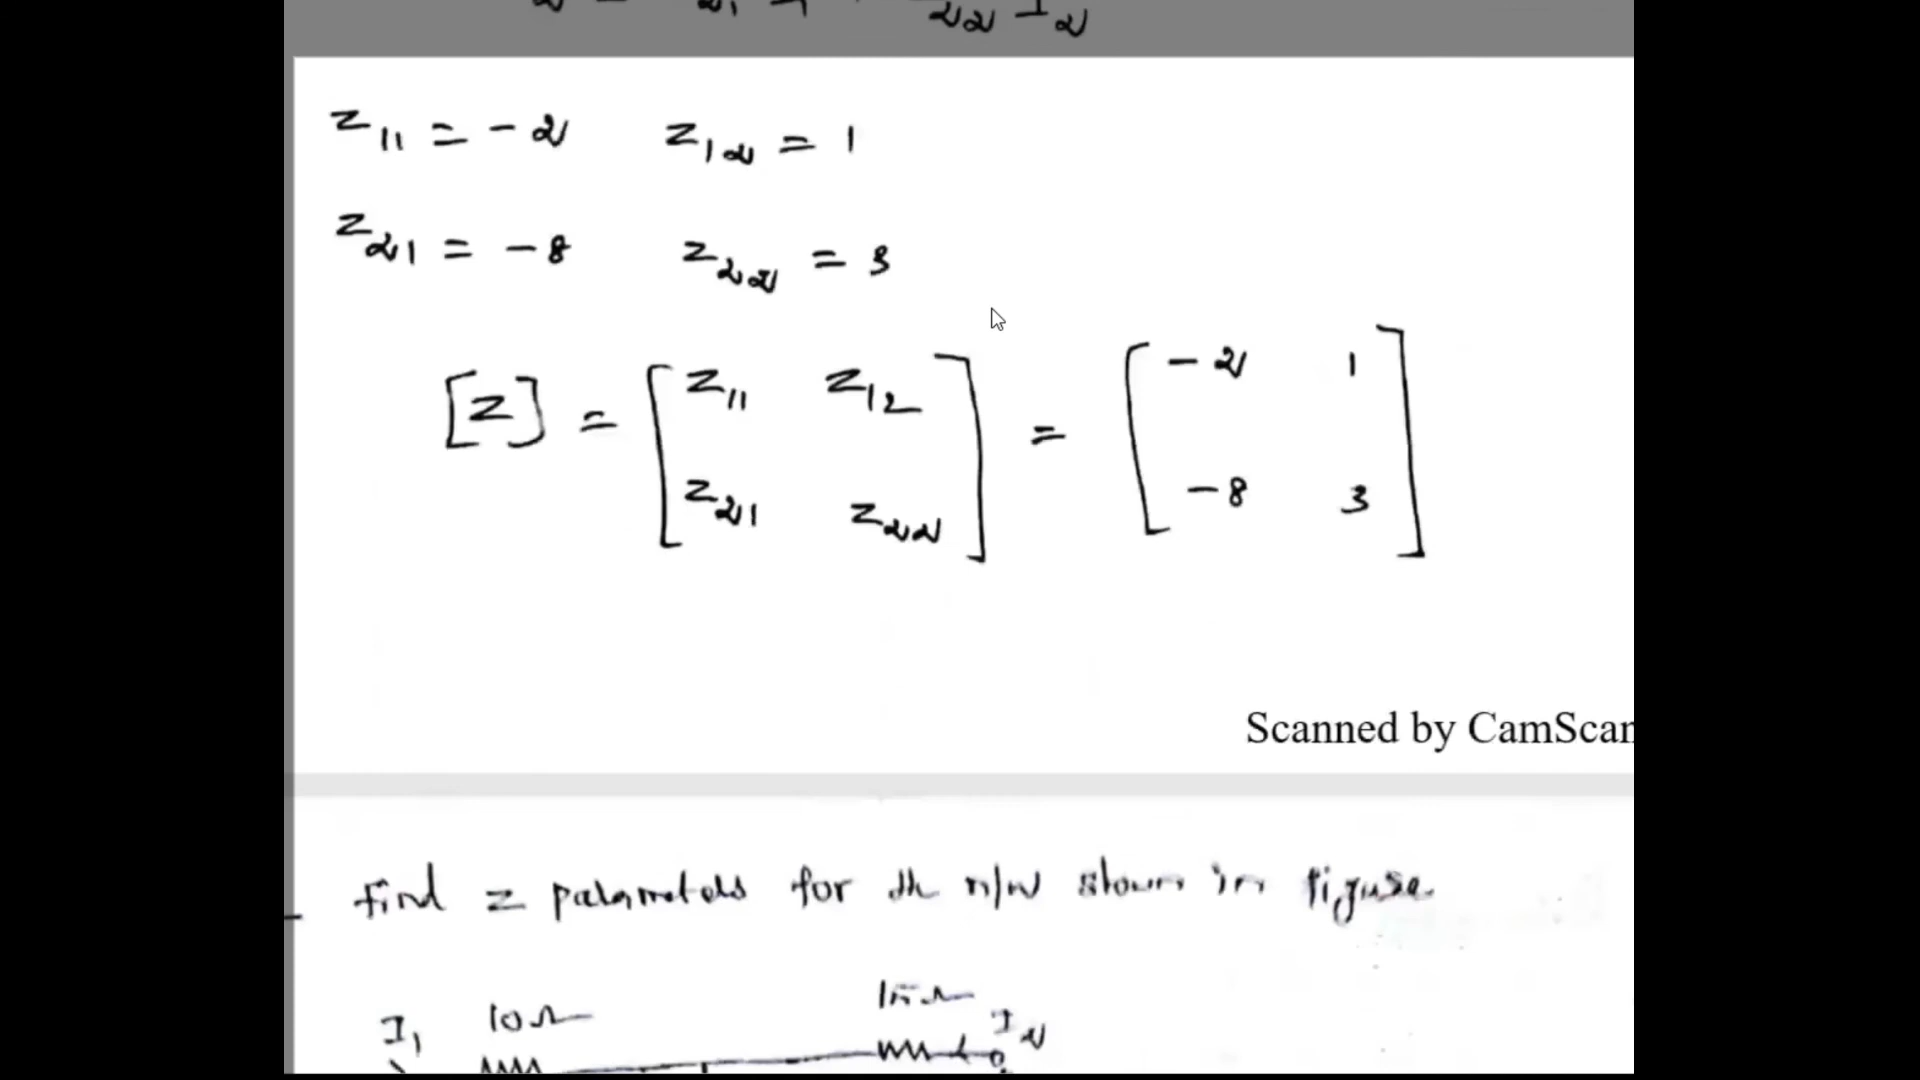 Z11 = -2 Z12 = 1
Z21 = -8 Z22 = 3
[Z] = [Z11 Z12 = [-2 1
Z21 Z22] -8 3]
Scanned by CamScan
Find Z parameters for the n/w shown in figure
I1 10Ω 15Ω I2